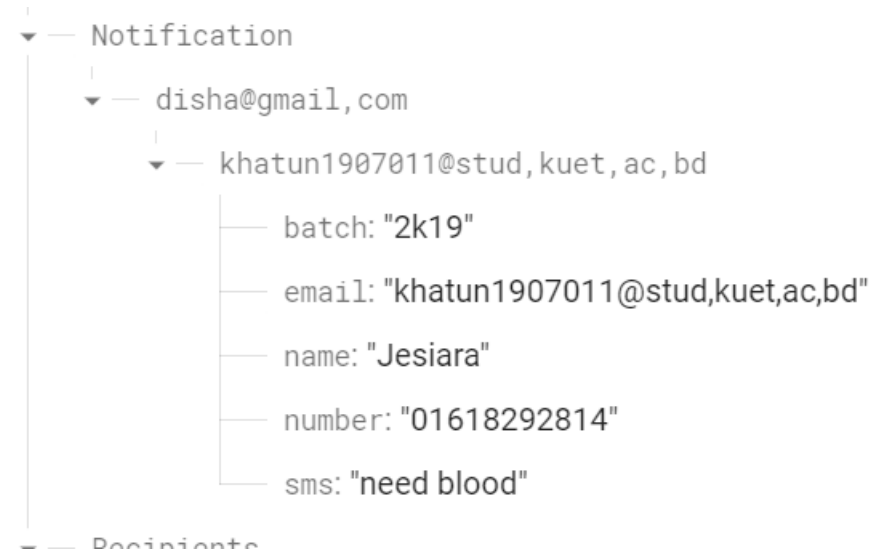 Notification
disha@gmail,com
khatun1907011@stud,kuet,ac,bd
batch: "2k19"
email: "khatun1907011@stud,kuet,ac,bd"
name: "Jesiara"
number: "01618292814"
sms: "need blood"
Recipients